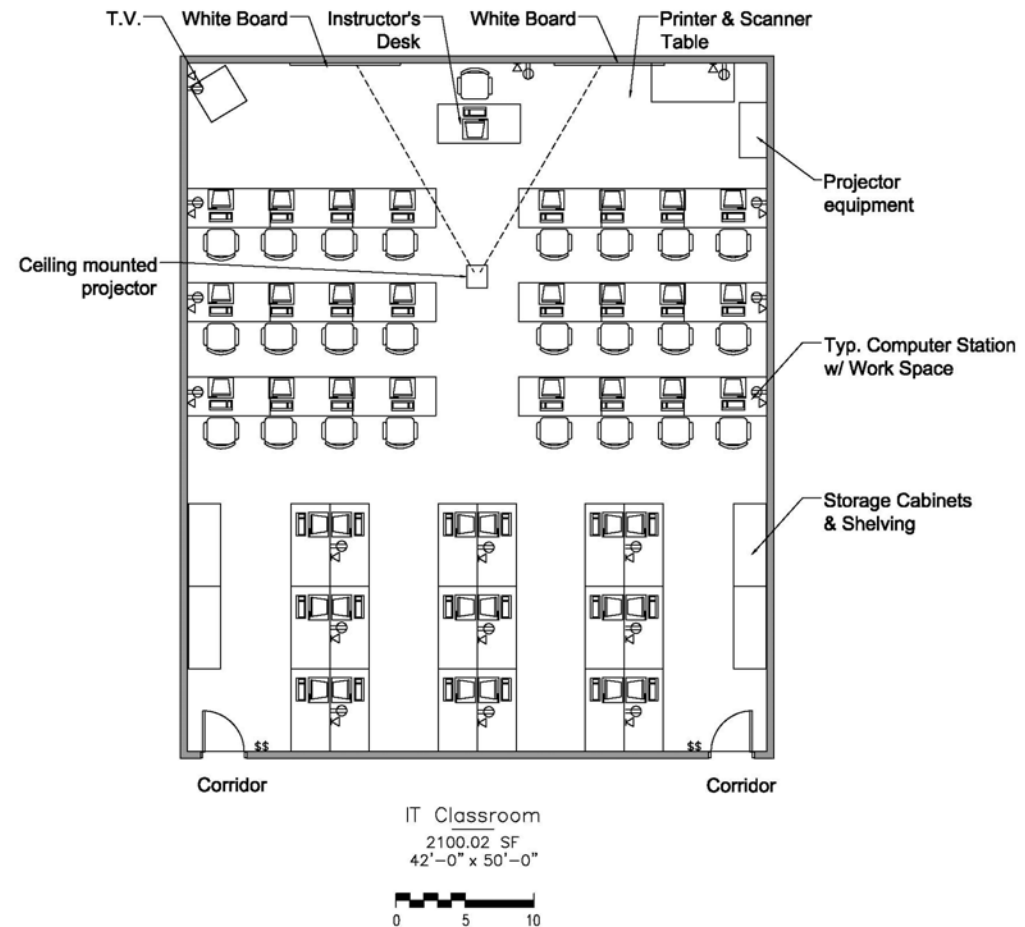 T.V.
White Board
Instructor's
Desk
White Board
Printer & Scanner
Table
Projector
equipment
Ceiling mounted
projector
Typ. Computer Station
w/ Work Space
Storage Cabinets
& Shelving
$$
$$
Corridor
Corridor
IT Classroom
2100.02 SF
42'-0" x 50'-0"
0 5 10